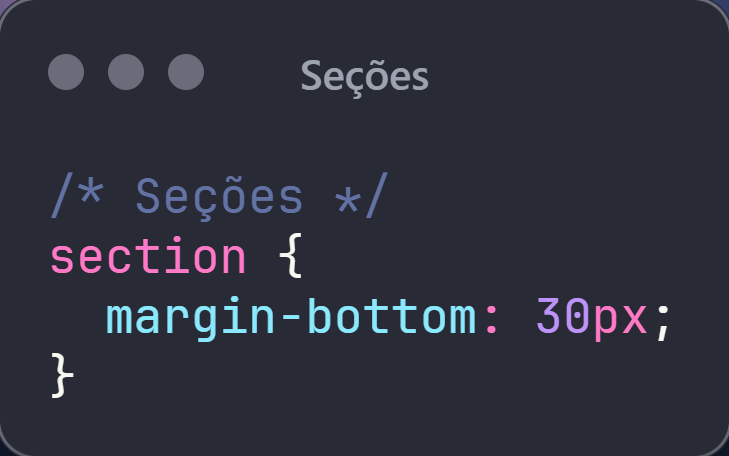 Seções
/* Seções */
section {
  margin-bottom: 30px;
}